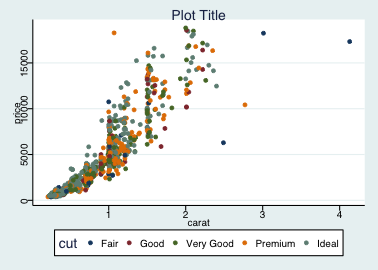 Plot Title
price
15000
10000
5000
0
1 2 3 4
carat
cut Fair Good Very Good Premium Ideal